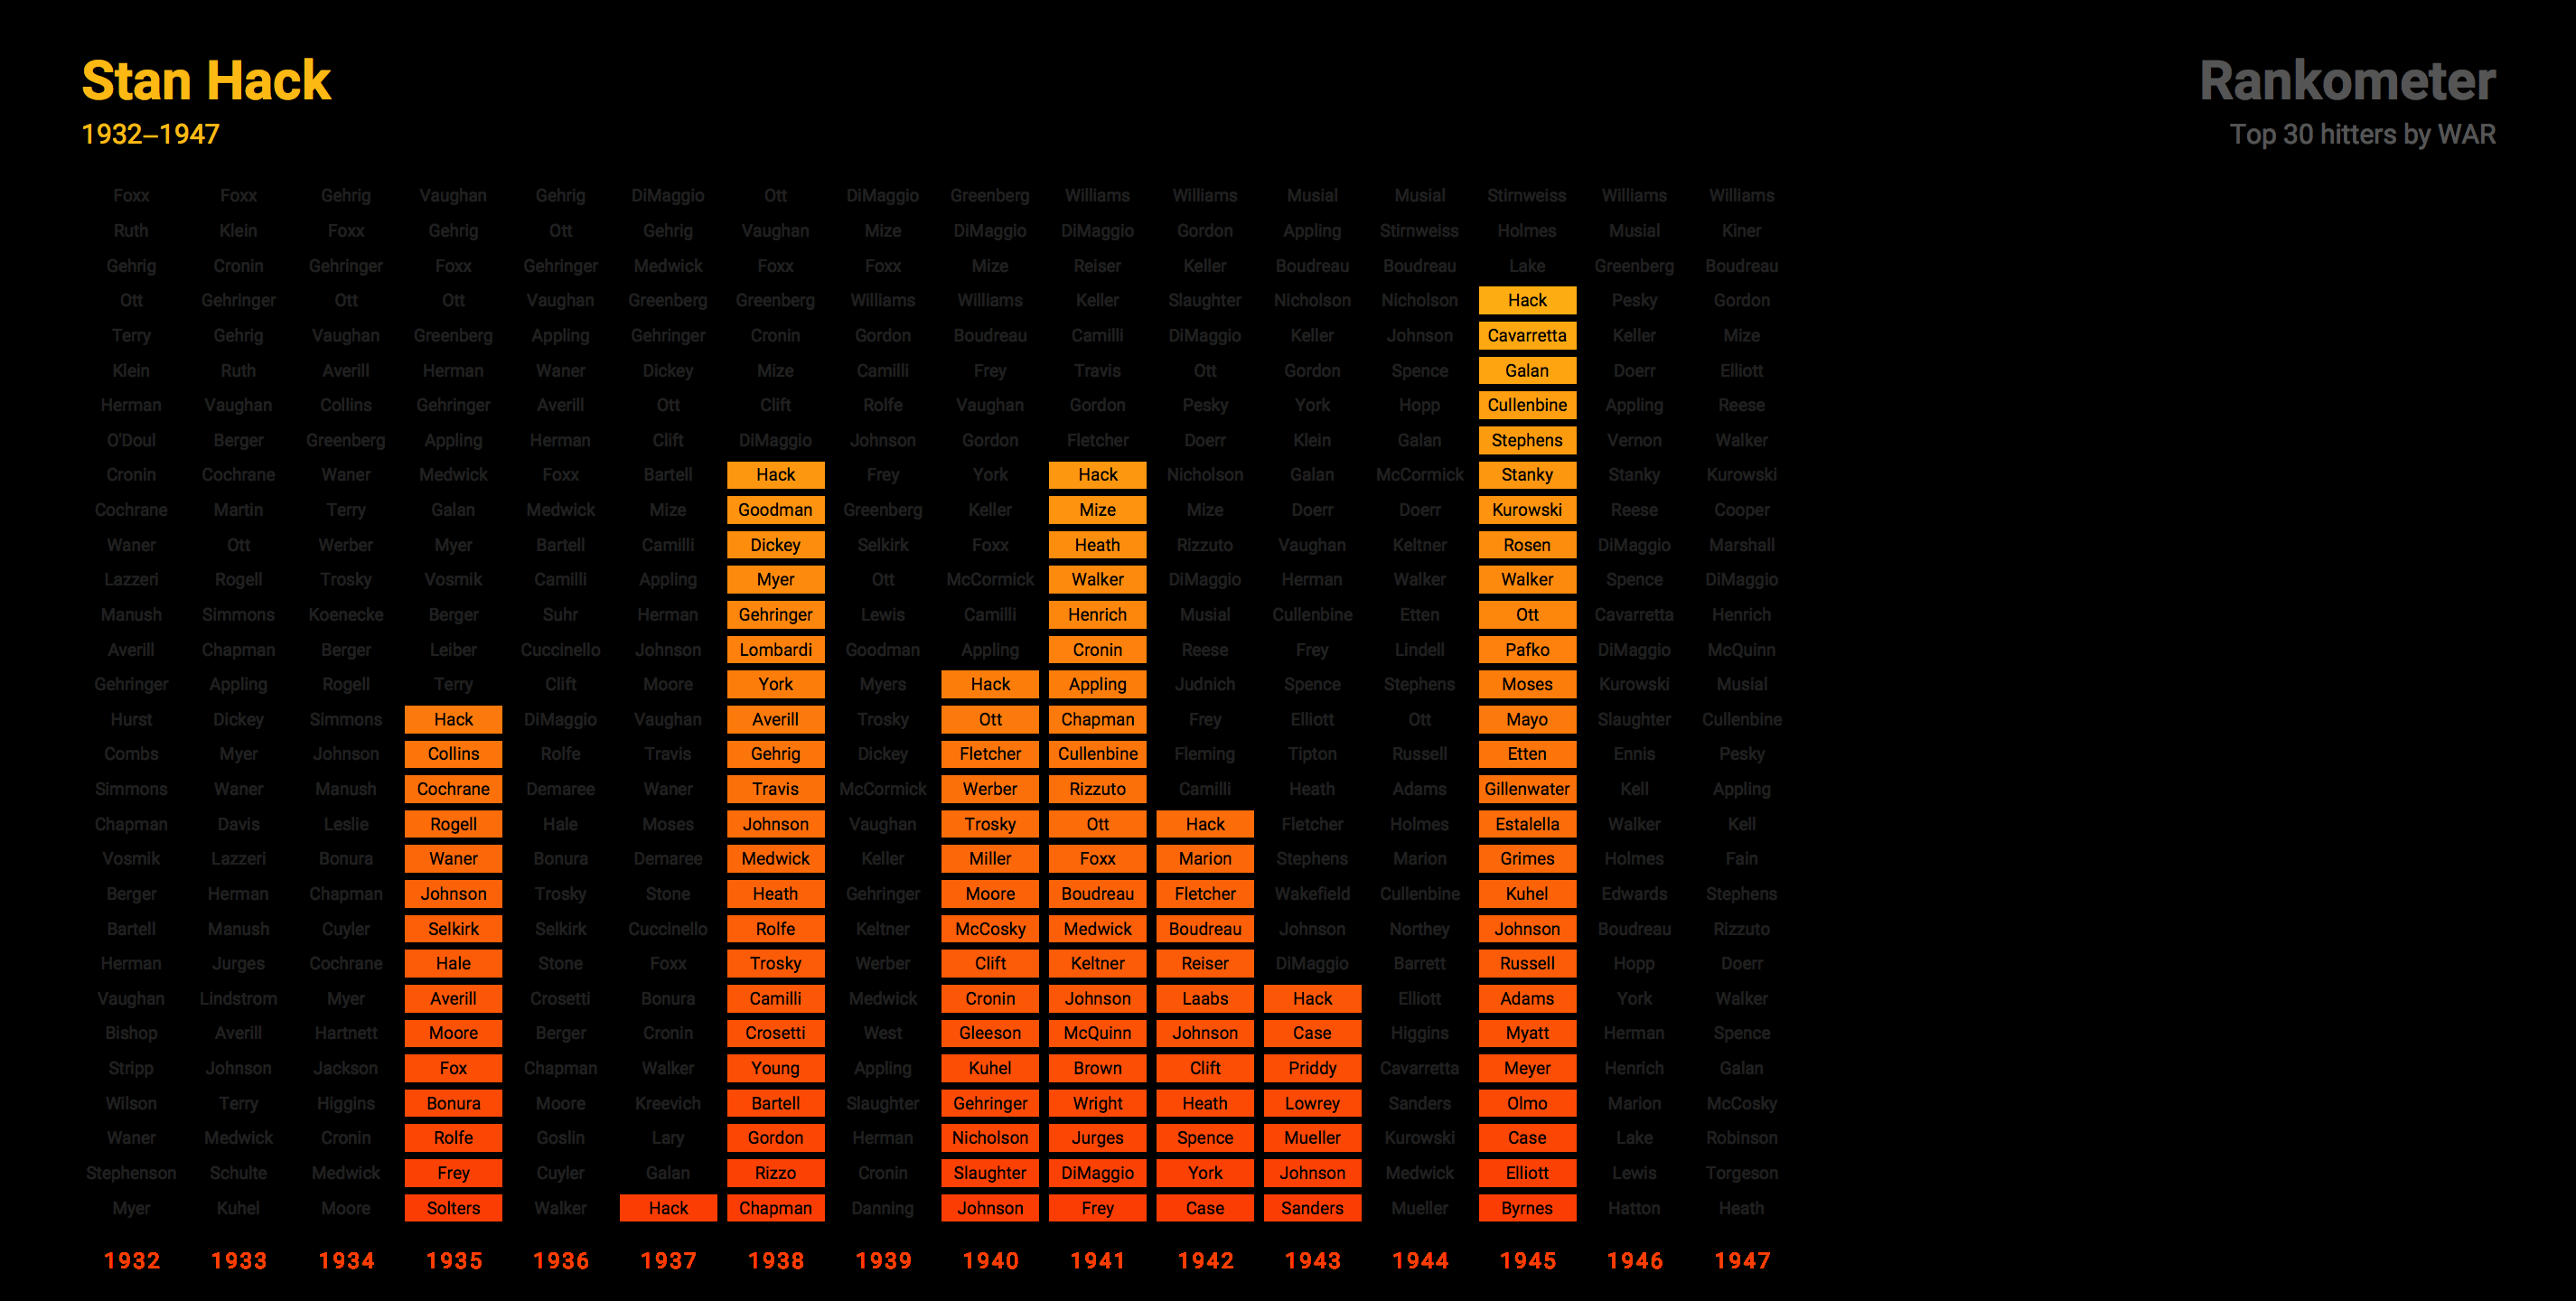 Stan Hack
Rankometer
1932–1947
Top 30 hitters by WAR
Foxx Foxx Gehrig Vaughan Gehrig DiMaggio Ott DiMaggio Greenberg Williams Williams Musial Musial Stirnweiss Williams Williams
Ruth Klein Foxx Gehrig Ott Gehrig Vaughan Mize DiMaggio DiMaggio Gordon Appling Stirnweiss Holmes Musial Kiner
Gehrig Cronin Gehringer Foxx Gehringer Medwick Foxx Foxx Mize Reiser Keller Boudreau Boudreau Lake Greenberg Boudreau
Ott Gehringer Ott Ott Vaughan Greenberg Greenberg Williams Williams Keller Slaughter Nicholson Nicholson Hack Pesky Gordon
Terry Gehrig Vaughan Greenberg Appling Gehringer Cronin Gordon Boudreau Camilli DiMaggio Keller Johnson Cavarretta Keller Mize
Klein Ruth Averill Herman Waner Dickey Mize Camilli Frey Travis Ott Gordon Spence Galan Doerr Elliott
Herman Vaughan Collins Gehringer Averill Ott Clift Rolfe Vaughan Gordon Pesky York Hopp Cullenbine Appling Reese
O'Doul Berger Greenberg Appling Herman Clift DiMaggio Johnson Gordon Fletcher Doerr Klein Galan Stephens Vernon Walker
Cronin Cochrane Waner Medwick Foxx Bartell Hack Frey York Hack Nicholson Galan McCormick Stanky Stanky Kurowski
Cochrane Martin Terry Galan Medwick Mize Goodman Greenberg Keller Mize Mize Doerr Doerr Kurowski Reese Cooper
Waner Ott Werber Myer Bartell Camilli Dickey Selkirk Foxx Heath Rizzuto Vaughan Keltner Rosen DiMaggio Marshall
Lazzeri Rogell Trosky Vosmik Camilli Appling Myer Ott McCormick Walker DiMaggio Herman Walker Walker Spence DiMaggio
Manush Simmons Koenecke Berger Suhr Herman Gehringer Lewis Camilli Henrich Musial Cullenbine Etten Ott Cavarretta Henrich
Averill Chapman Berger Leiber Cuccinello Johnson Lombardi Goodman Appling Cronin Reese Frey Lindell Pafko DiMaggio McQuinn
Gehringer Appling Rogell Terry Clift Moore York Myers Hack Appling Judnich Spence Stephens Moses Kurowski Musial
Hurst Dickey Simmons Hack DiMaggio Vaughan Averill Trosky Ott Chapman Frey Elliott Ott Mayo Slaughter Cullenbine
Combs Myer Johnson Collins Rolfe Travis Gehrig Dickey Fletcher Cullenbine Fleming Tipton Russell Etten Ennis Pesky
Simmons Waner Manush Cochrane Demaree Waner Travis McCormick Werber Rizzuto Camilli Heath Adams Gillenwater Kell Appling
Chapman Davis Leslie Rogell Hale Moses Johnson Vaughan Trosky Ott Hack Fletcher Holmes Estalella Walker Kell
Vosmik Lazzeri Bonura Waner Bonura Demaree Medwick Keller Miller Foxx Marion Stephens Marion Grimes Holmes Fain
Berger Herman Chapman Johnson Trosky Stone Heath Gehringer Moore Boudreau Fletcher Wakefield Cullenbine Kuhel Edwards Stephens
Bartell Manush Cuyler Selkirk Selkirk Cuccinello Rolfe Keltner McCosky Medwick Boudreau Johnson Northey Johnson Boudreau Rizzuto
Herman Jurges Cochrane Hale Stone Foxx Trosky Werber Clift Keltner Reiser DiMaggio Barrett Russell Hopp Doerr
Vaughan Lindstrom Myer Averill Crosetti Bonura Camilli Medwick Cronin Johnson Laabs Hack Elliott Adams York Walker
Bishop Averill Hartnett Moore Berger Cronin Crosetti West Gleeson McQuinn Johnson Case Higgins Myatt Herman Spence
Stripp Johnson Jackson Fox Chapman Walker Young Appling Kuhel Brown Clift Priddy Cavarretta Meyer Henrich Galan
Wilson Terry Higgins Bonura Moore Kreevich Bartell Slaughter Gehringer Wright Heath Lowrey Sanders Olmo Marion McCosky
Waner Medwick Cronin Rolfe Goslin Lary Gordon Herman Nicholson Jurges Spence Mueller Kurowski Case Lake Robinson
Stephenson Schulte Medwick Frey Cuyler Galan Rizzo Cronin Slaughter DiMaggio York Johnson Medwick Elliott Lewis Torgeson
Myer Kuhel Moore Solters Walker Hack Chapman Danning Johnson Frey Case Sanders Mueller Byrnes Hatton Heath
1932 1933 1934 1935 1936 1937 1938 1939 1940 1941 1942 1943 1944 1945 1946 1947